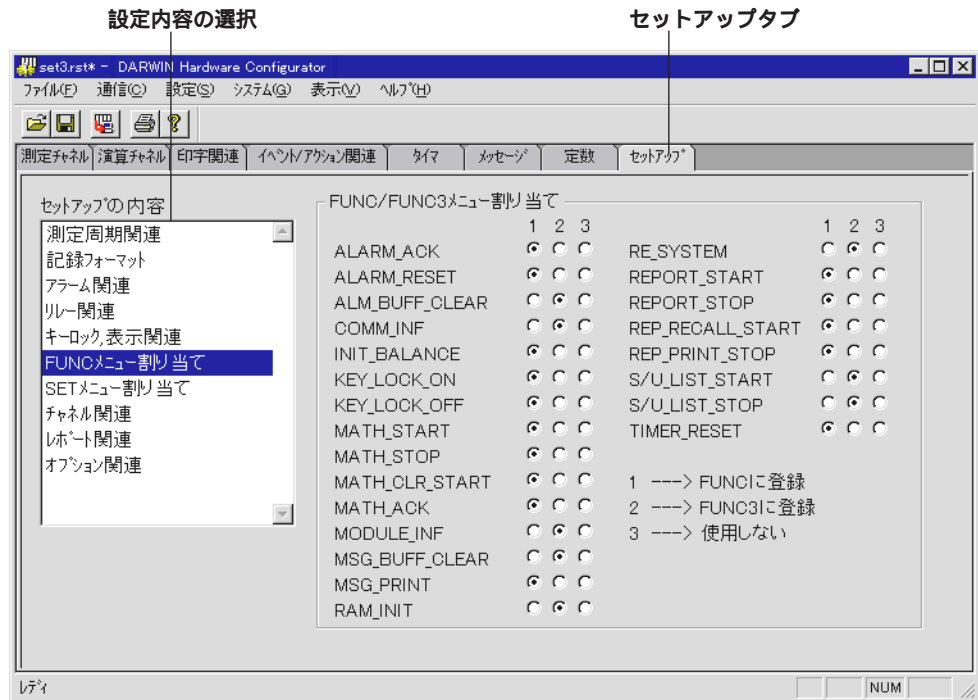 設定内容の選択
セットアップタブ
set3.rst* - DARWIN Hardware Configurator
ﾌｧｲﾙ(F) 通信(C) 設定(S) ｼｽﾃﾑ(G) 表示(V) ﾍﾙﾌﾟ(H)
測定ﾁｬﾈﾙ 演算ﾁｬﾈﾙ 印字関連 ｲﾍﾞﾝﾄ/ｱｸｼｮﾝ関連 ﾀｲﾏ ﾒｯｾｰｼﾞ 定数 ｾｯﾄｱｯﾌﾟ
ｾｯﾄｱｯﾌﾟの内容
測定周期関連
記録ﾌｫｰﾏｯﾄ
ｱﾗｰﾑ関連
ﾘﾚｰ関連
ｷｰﾛｯｸ,表示関連
FUNCﾒﾆｭｰ割り当て
SETﾒﾆｭｰ割り当て
ﾁｬﾈﾙ関連
ﾚﾎﾟｰﾄ関連
ｵﾌﾟｼｮﾝ関連
FUNC/FUNC3ﾒﾆｭｰ割り当て
1 2 3
ALARM_ACK
ALARM_RESET
ALM_BUFF_CLEAR
COMM_INF
INIT_BALANCE
KEY_LOCK_ON
KEY_LOCK_OFF
MATH_START
MATH_STOP
MATH_CLR_START
MATH_ACK
MODULE_INF
MSG_BUFF_CLEAR
MSG_PRINT
RAM_INIT
1 2 3
RE_SYSTEM
REPORT_START
REPORT_STOP
REP_RECALL_START
REP_PRINT_STOP
S/U_LIST_START
S/U_LIST_STOP
TIMER_RESET
1 ---> FUNCに登録
2 ---> FUNC3に登録
3 ---> 使用しない
ﾚﾃﾞｨ
NUM